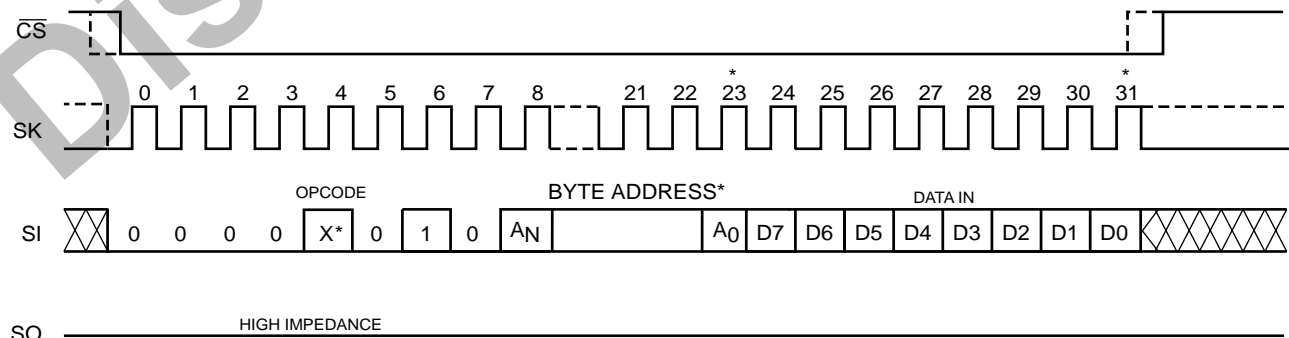 Dis
CS
* *
0 1 2 3 4 5 6 7 8 21 22 23 24 25 26 27 28 29 30 31
SK
OPCODE BYTE ADDRESS* DATA IN
SI 0 0 0 0 X* 0 1 0 AN A0 D7 D6 D5 D4 D3 D2 D1 D0
HIGH IMPEDANCE
SO